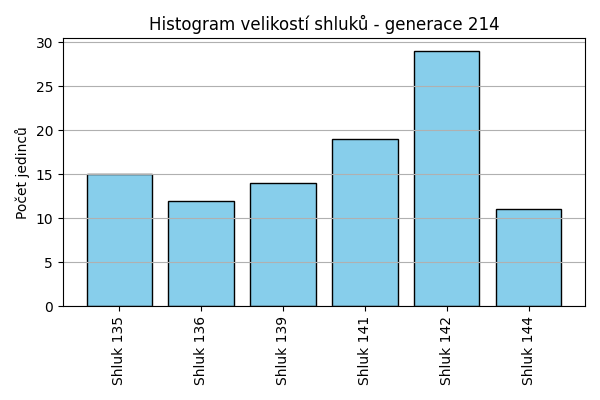 Histogram velikostí shluků - generace 214
Počet jedinců
30
25
20
15
10
5
0
Shluk 135
Shluk 136
Shluk 139
Shluk 141
Shluk 142
Shluk 144